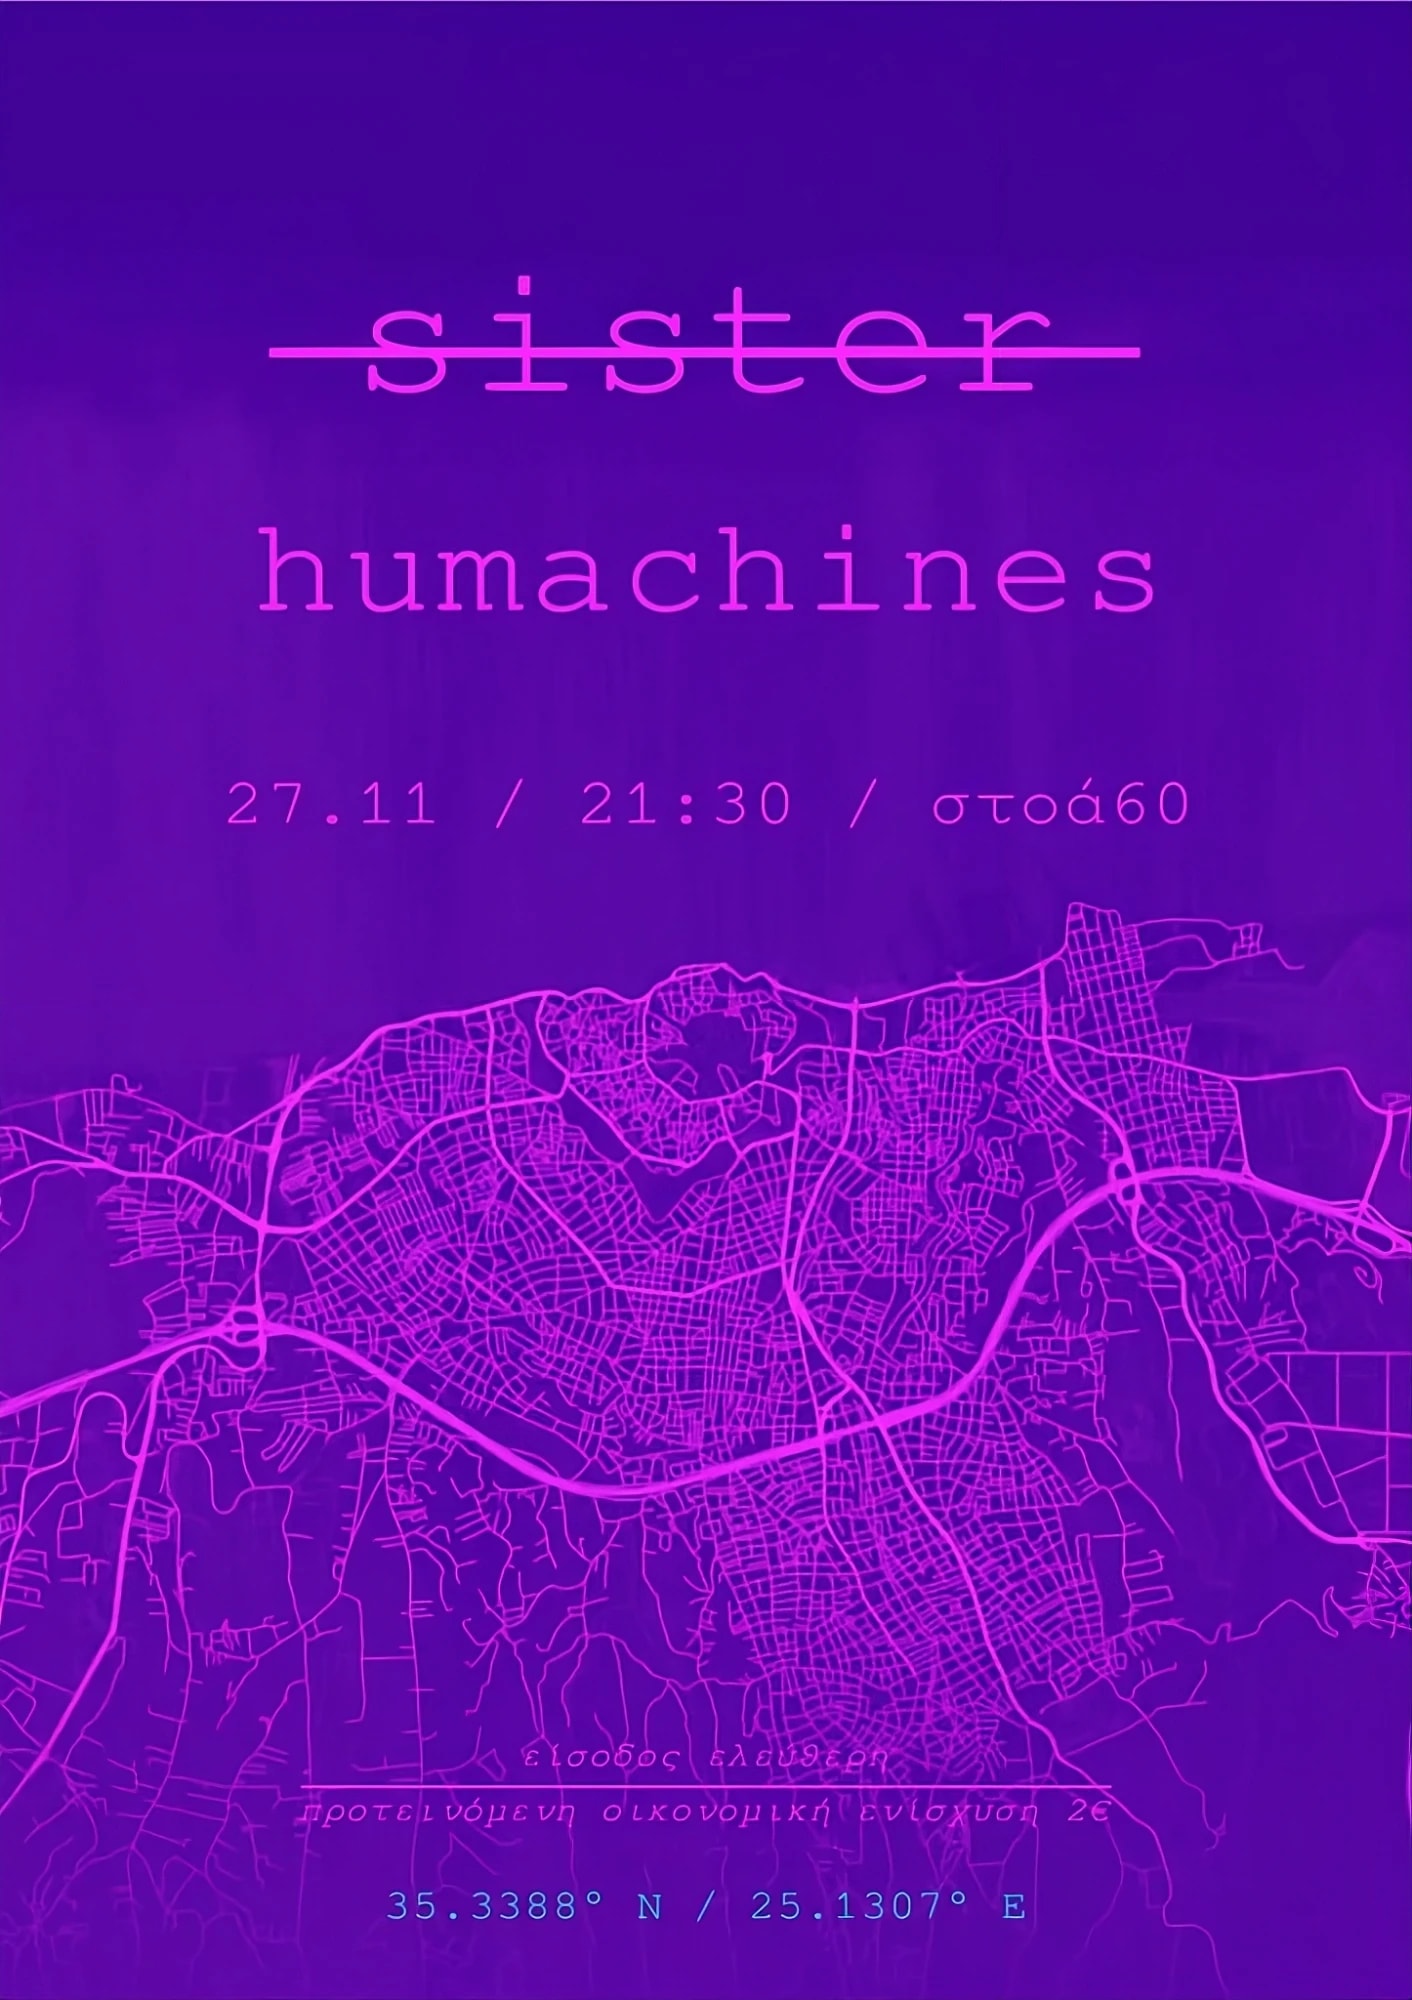 sister
humachines
27.11 / 21:30 / στοά60
είσοδος ελεύθερη
προτεινόμενη οικονομική ενίσχυση 2€
35.3388° N / 25.1307° E